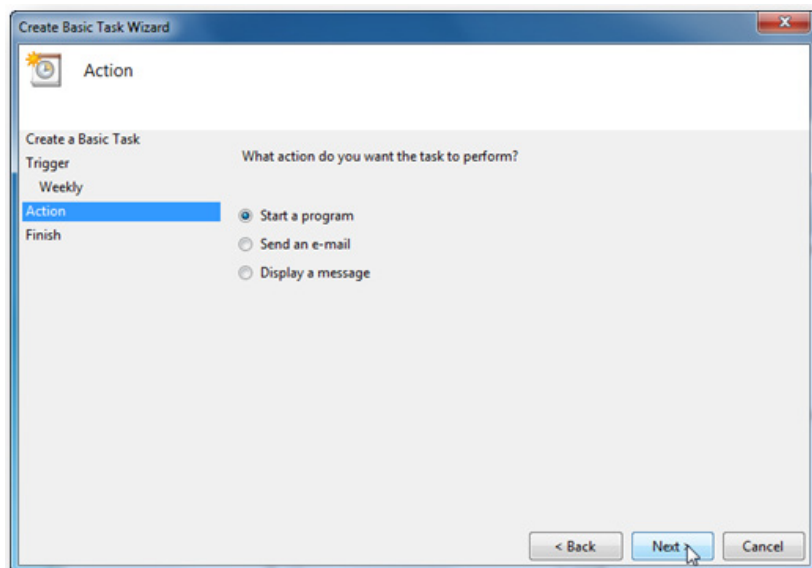 Create Basic Task Wizard
Action
Create a Basic Task
Trigger
Weekly
Action
Finish
What action do you want the task to perform?
Start a program
Send an e-mail
Display a message
< Back
Next >
Cancel